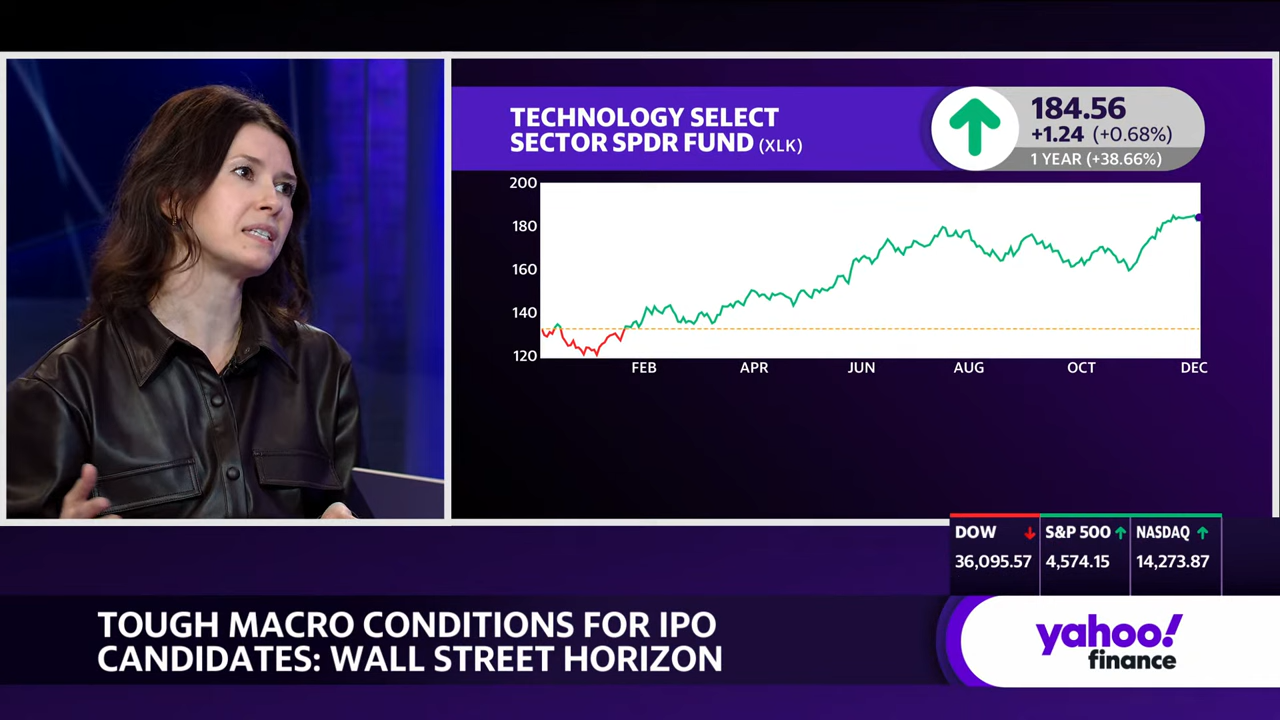 TECHNOLOGY SELECT
SECTOR SPDR FUND (XLK)
184.56
+1.24 (+0.68%)
1 YEAR (+38.66%)
200
180
160
140
120
FEB APR JUN AUG OCT DEC
DOW S&P 500 NASDAQ
36,095.57 4,574.15 14,273.87
TOUGH MACRO CONDITIONS FOR IPO
CANDIDATES: WALL STREET HORIZON
yahoo!
finance